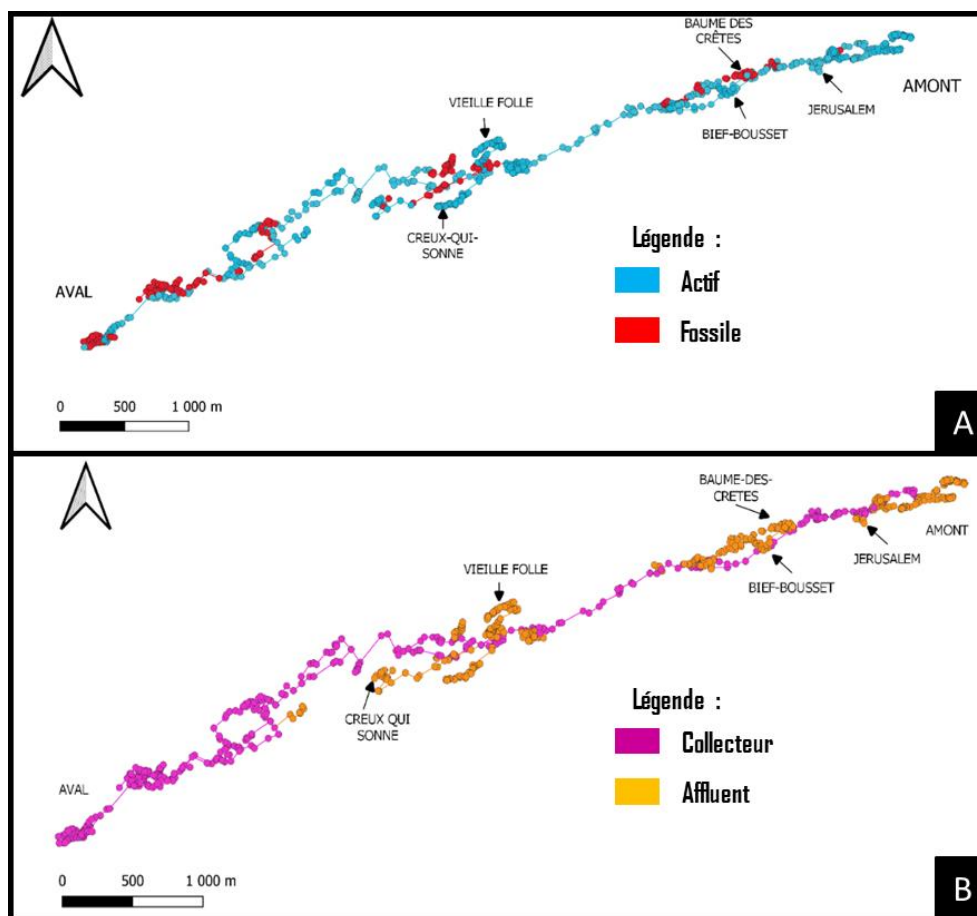 BAUME DES
CRÊTES
AMONT
VIEILLE FOLLE
JERUSALEM
BIEF-BOUSSET
CREUX-QUI-
SONNE
AVAL
Légende :
Actif
Fossile
0 500 1 000 m
A
BAUME-DES-
CRETES
AMONT
JERUSALEM
VIEILLE FOLLE
BIEF-BOUSSET
CREUX QUI
SONNE
Légende :
Collecteur
Affluent
AVAL
0 500 1 000 m
B